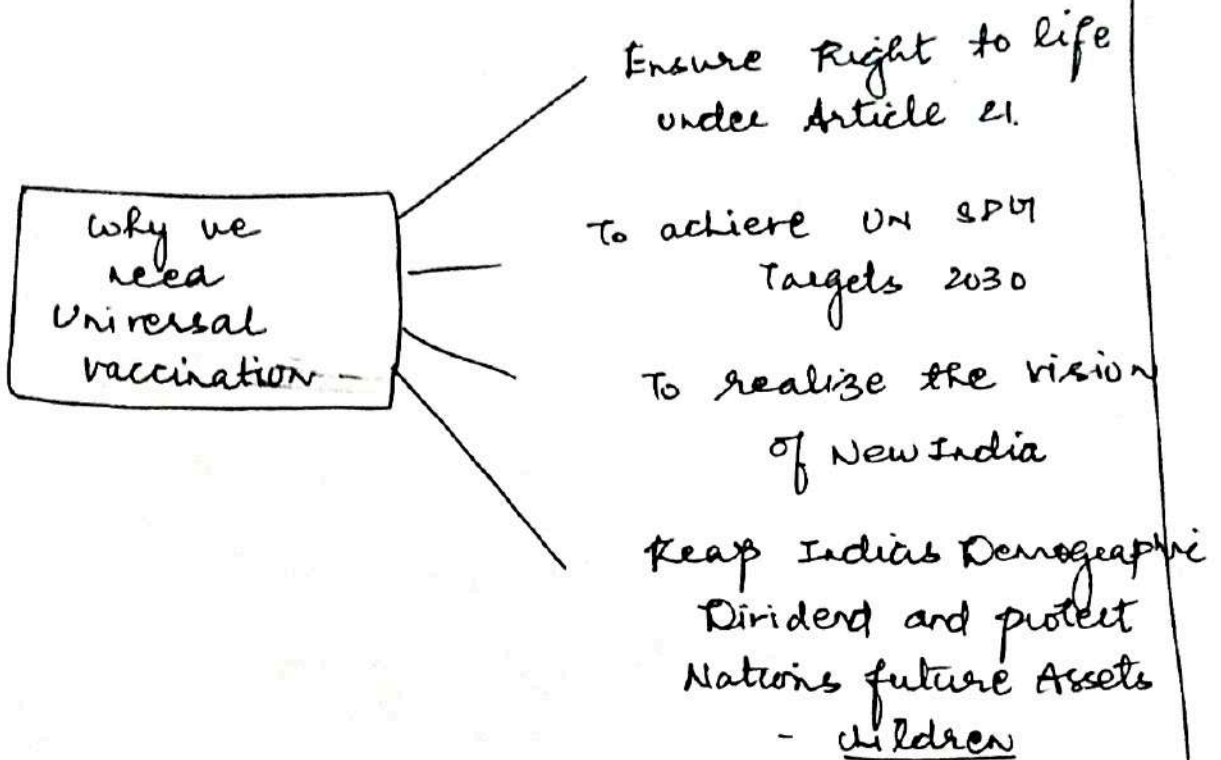 Why we
need
Universal
vaccination -
Ensure Right to life
under Article 21.
To achieve UN SDG
Targets 2030
To realize the vision
of New India
Reap Indias Demographic
Dividend and protect
Nations future Assets
- children